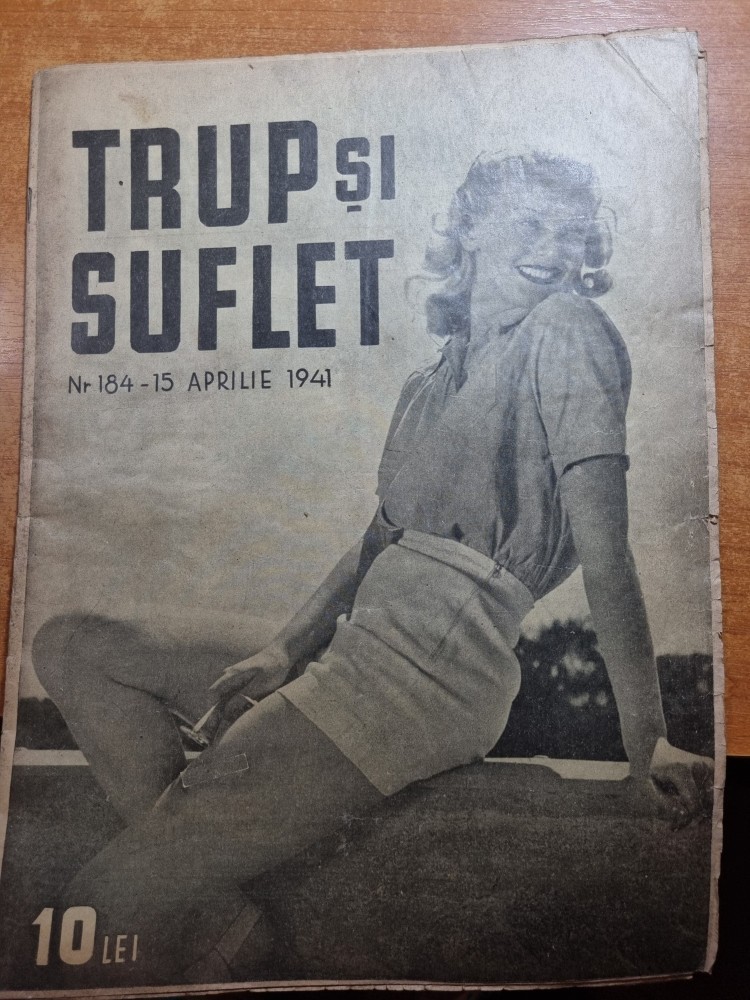 TRUP ȘI
SUFLET
Nr 184-15 APRILIE 1941
10 LEI